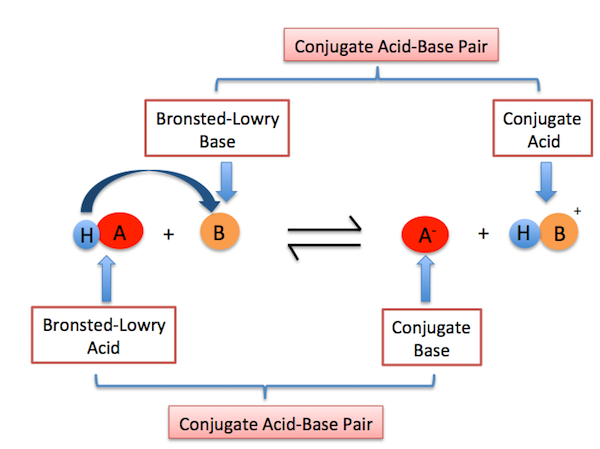 Conjugate Acid-Base Pair
Bronsted-Lowry
Base
Conjugate
Acid
H A + B ⇌ A⁻ + H B⁺
Bronsted-Lowry
Acid
Conjugate
Base
Conjugate Acid-Base Pair